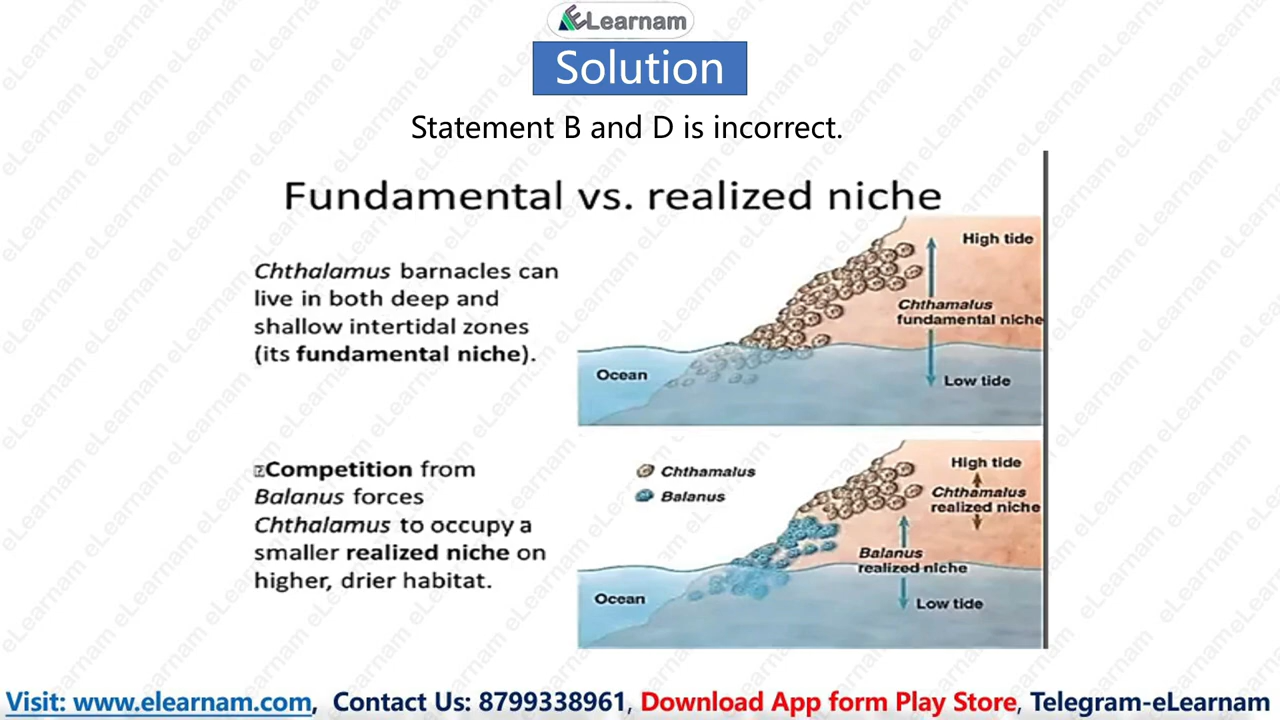 ELearnam
Solution
Statement B and D is incorrect.
Fundamental vs. realized niche
Chthalamus barnacles can
live in both deep and
shallow intertidal zones
(its fundamental niche).
High tide
Chthamalus
fundamental niche
Ocean
Low tide
Competition from
Balanus forces
Chthalamus to occupy a
smaller realized niche on
higher, drier habitat.
Chthamalus
Balanus
High tide
Chthamalus
realized niche
Balanus
realized niche
Ocean
Low tide
Visit: www.elearnam.com, Contact Us: 8799338961, Download App form Play Store, Telegram-eLearnam